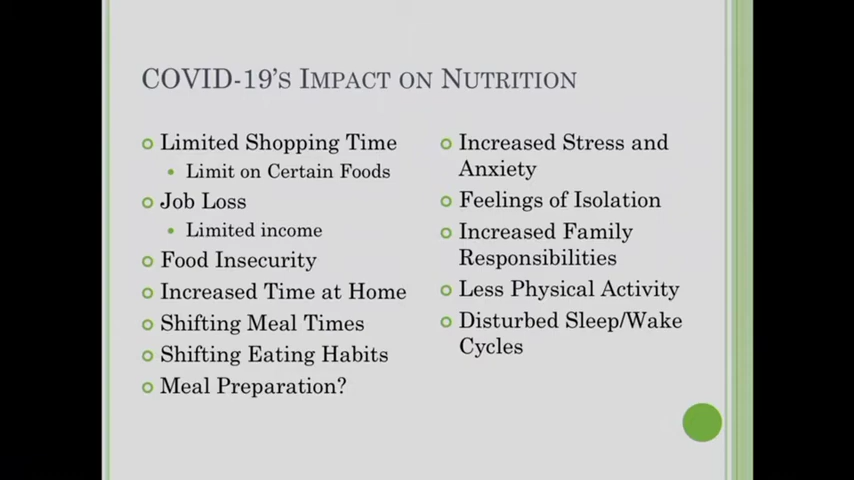 COVID-19's Impact on Nutrition
Limited Shopping Time
Limit on Certain Foods
Job Loss
Limited income
Food Insecurity
Increased Time at Home
Shifting Meal Times
Shifting Eating Habits
Meal Preparation?
Increased Stress and
Anxiety
Feelings of Isolation
Increased Family
Responsibilities
Less Physical Activity
Disturbed Sleep/Wake
Cycles